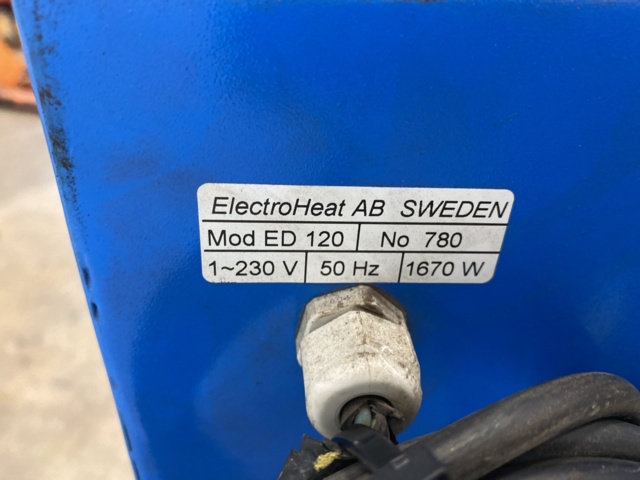 ElectroHeat AB SWEDEN
Mod ED 120 No 780
1~230 V 50 Hz 1670 W